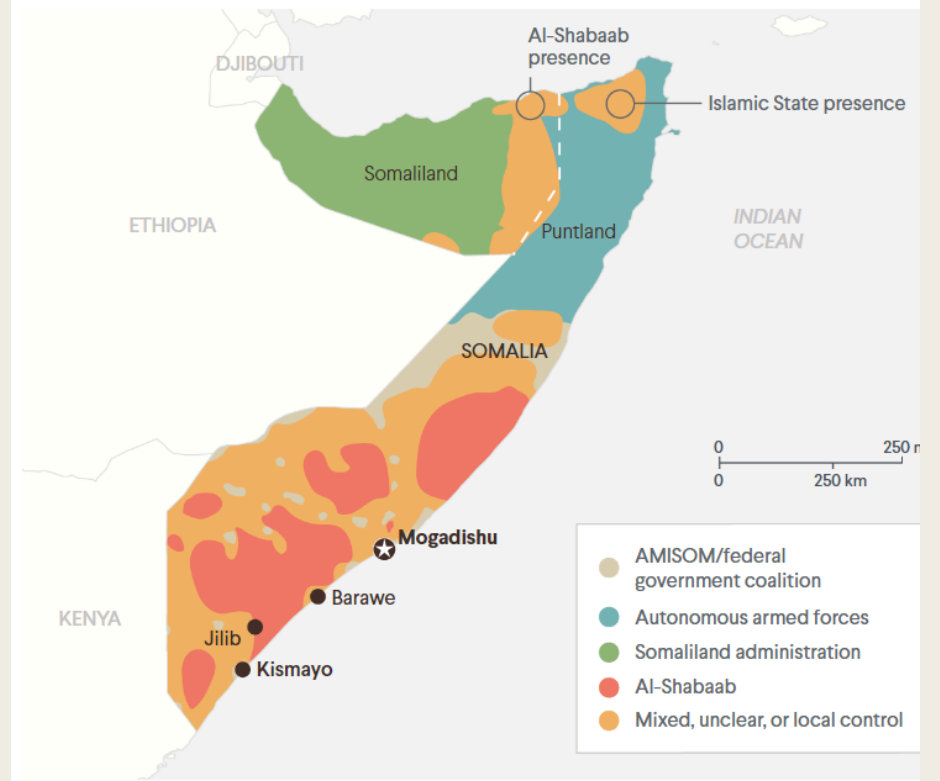 Al-Shabaab
presence
DJIBOUTI
Islamic State presence
Somaliland
ETHIOPIA
INDIAN
OCEAN
Puntland
SOMALIA
0
250 m
0
250 km
Mogadishu
Barawe
KENYA
Jilib
Kismayo
AMISOM/federal
government coalition
Autonomous armed forces
Somaliland administration
Al-Shabaab
Mixed, unclear, or local control